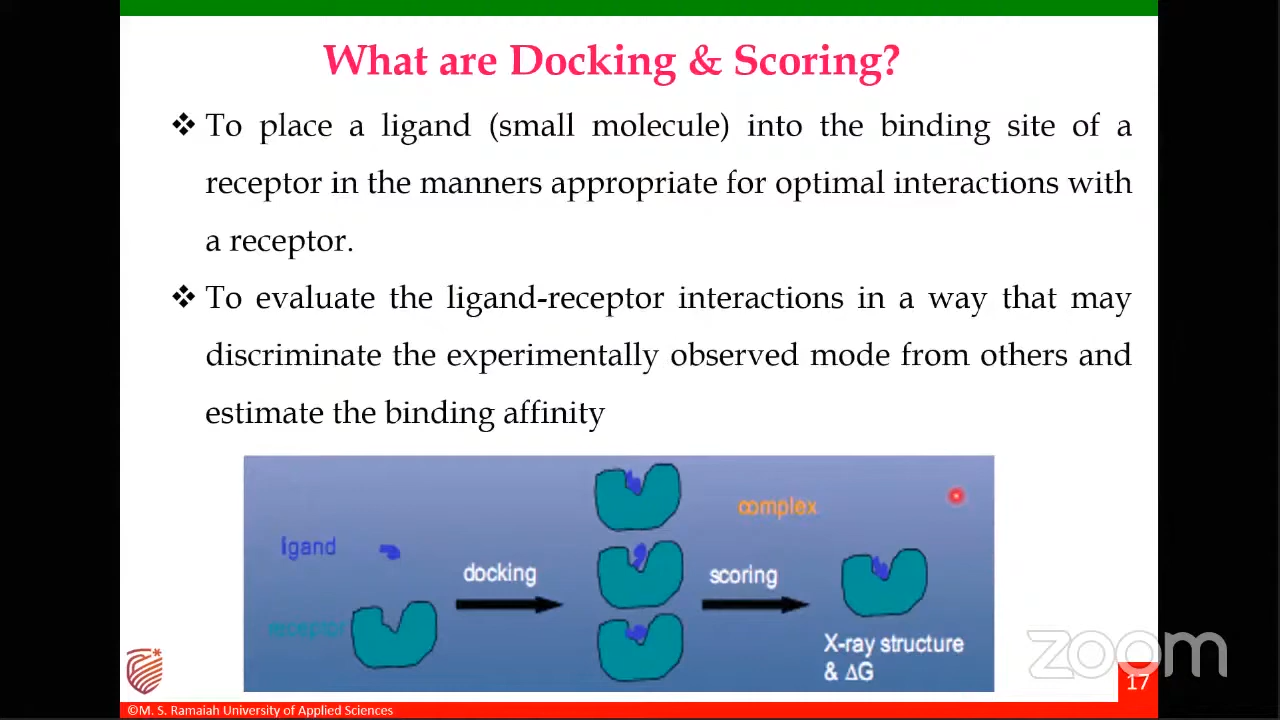 What are Docking & Scoring?
❖ To place a ligand (small molecule) into the binding site of a
receptor in the manners appropriate for optimal interactions with
a receptor.
❖ To evaluate the ligand-receptor interactions in a way that may
discriminate the experimentally observed mode from others and
estimate the binding affinity
ligand
receptor
docking
complex
scoring
X-ray structure
& ΔG
zoom
17
©M. S. Ramaiah University of Applied Sciences